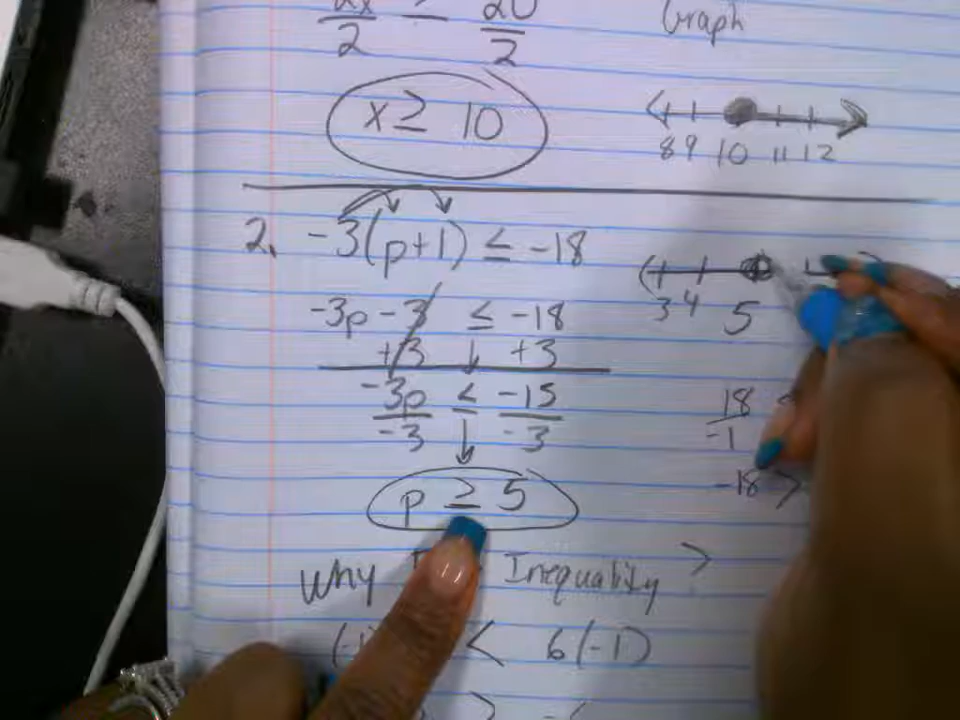 2x/2 ≥ 20/2
Graph
x ≥ 10
8 9 10 11 12
2. -3(p+1) ≤ -18
3 4 5
-3p - 3 ≤ -18
+3 +3
-3p/-3 ≤ -15/-3
18
-1
p ≥ 5
-18 >
Why Inequality >
< 6(-1)
>